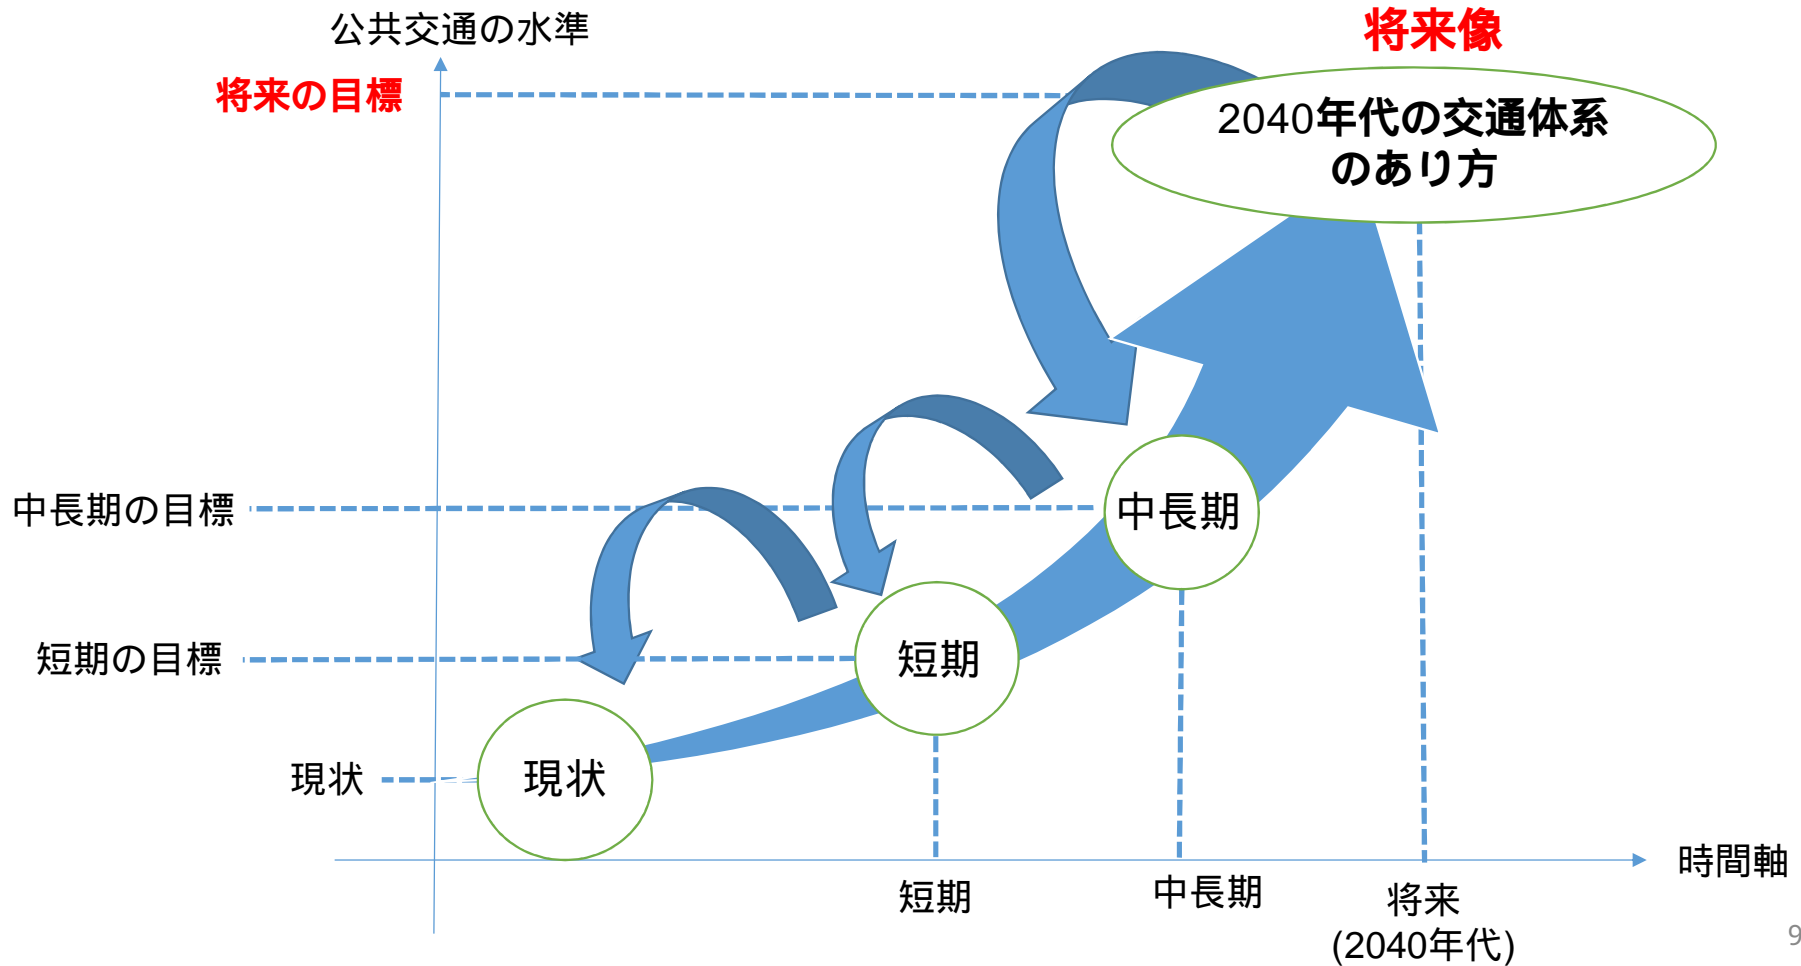 公共交通の水準
将来像
将来の目標
2040年代の交通体系
のあり方
中長期の目標
中長期
短期の目標
短期
現状
現状
時間軸
短期
中長期
将来
(2040年代)
9